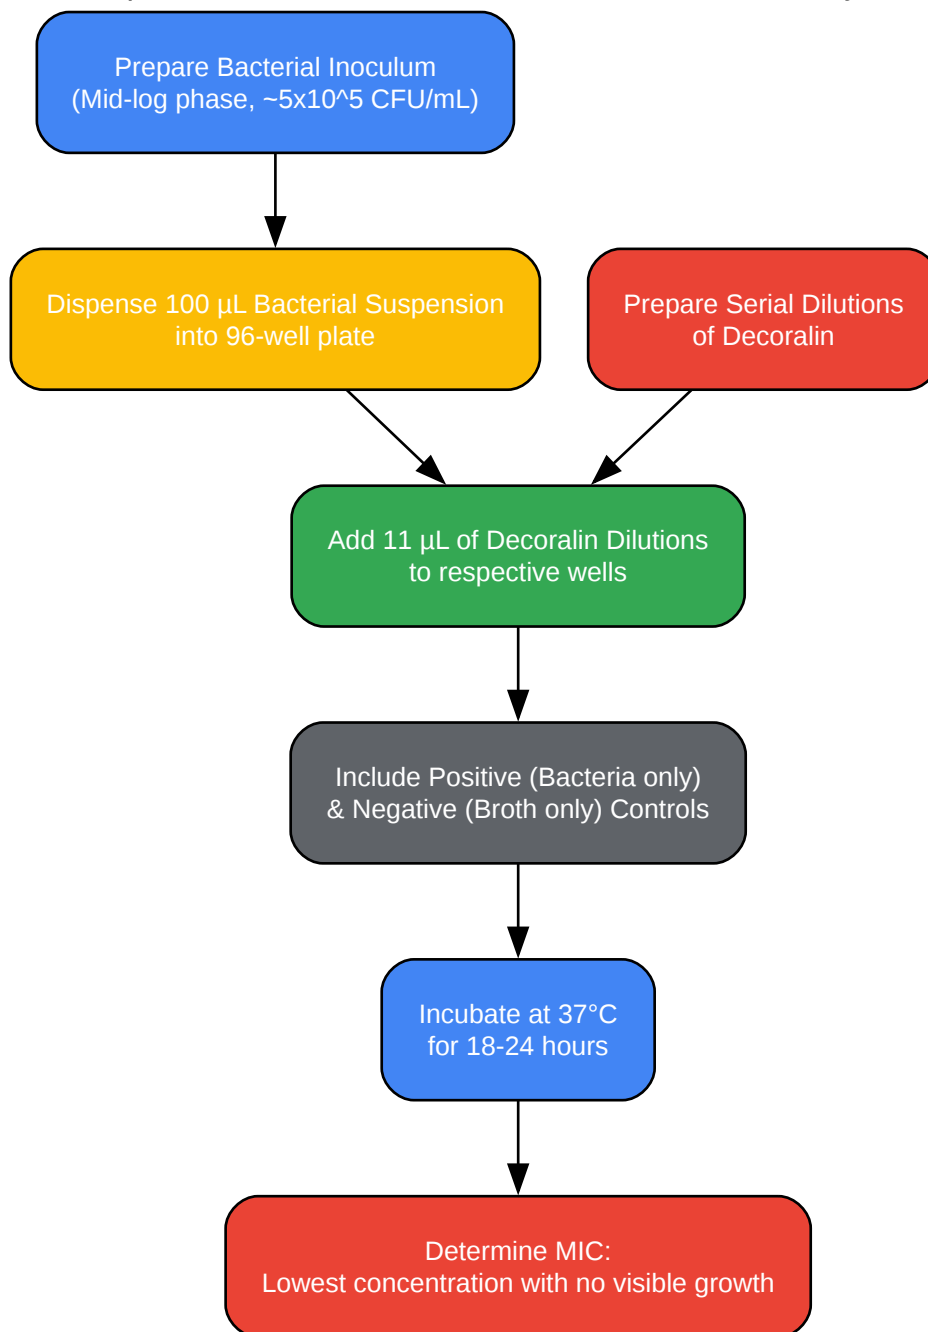 Prepare Bacterial Inoculum
(Mid-log phase, ~5x10^5 CFU/mL)
Dispense 100 µL Bacterial Suspension
into 96-well plate
Prepare Serial Dilutions
of Decoralin
Add 11 µL of Decoralin Dilutions
to respective wells
Include Positive (Bacteria only)
& Negative (Broth only) Controls
Incubate at 37°C
for 18-24 hours
Determine MIC:
Lowest concentration with no visible growth